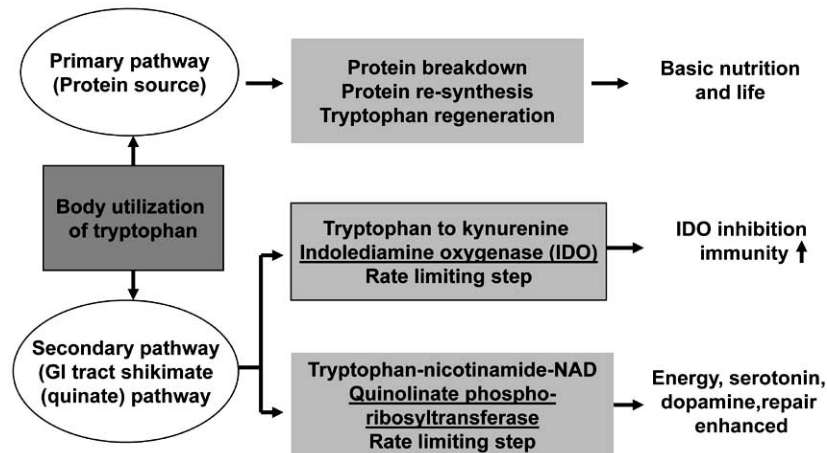 Primary pathway
(Protein source)
Protein breakdown
Protein re-synthesis
Tryptophan regeneration
Basic nutrition
and life
Body utilization
of tryptophan
Tryptophan to kynurenine
Indolediamine oxygenase (IDO)
Rate limiting step
IDO inhibition
immunity
Secondary pathway
(GI tract shikimate
(quinate) pathway
Tryptophan-nicotinamide-NAD
Quinolinate phospho-
ribosyltransferase
Rate limiting step
Energy, serotonin,
dopamine,repair
enhanced